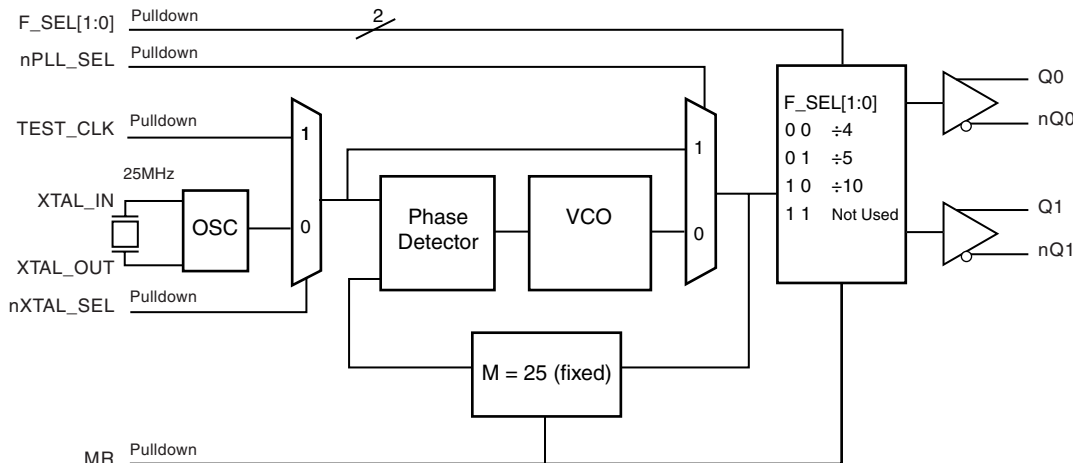 F_SEL[1:0] Pulldown 2
nPLL_SEL Pulldown
TEST_CLK Pulldown
25MHz
XTAL_IN
OSC
XTAL_OUT
nXTAL_SEL Pulldown
1
0
Phase
Detector
VCO
1
0
M = 25 (fixed)
F_SEL[1:0]
0 0 ÷4
0 1 ÷5
1 0 ÷10
1 1 Not Used
Q0
nQ0
Q1
nQ1
MR Pulldown